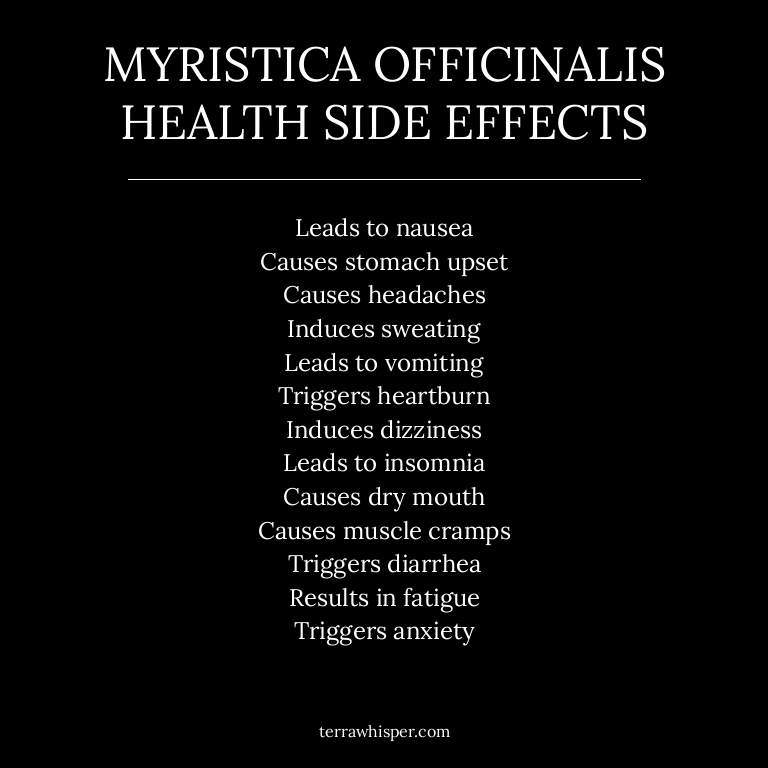 MYRISTICA OFFICINALIS
HEALTH SIDE EFFECTS
Leads to nausea
Causes stomach upset
Causes headaches
Induces sweating
Leads to vomiting
Triggers heartburn
Induces dizziness
Leads to insomnia
Causes dry mouth
Causes muscle cramps
Triggers diarrhea
Results in fatigue
Triggers anxiety
terrawhisper.com